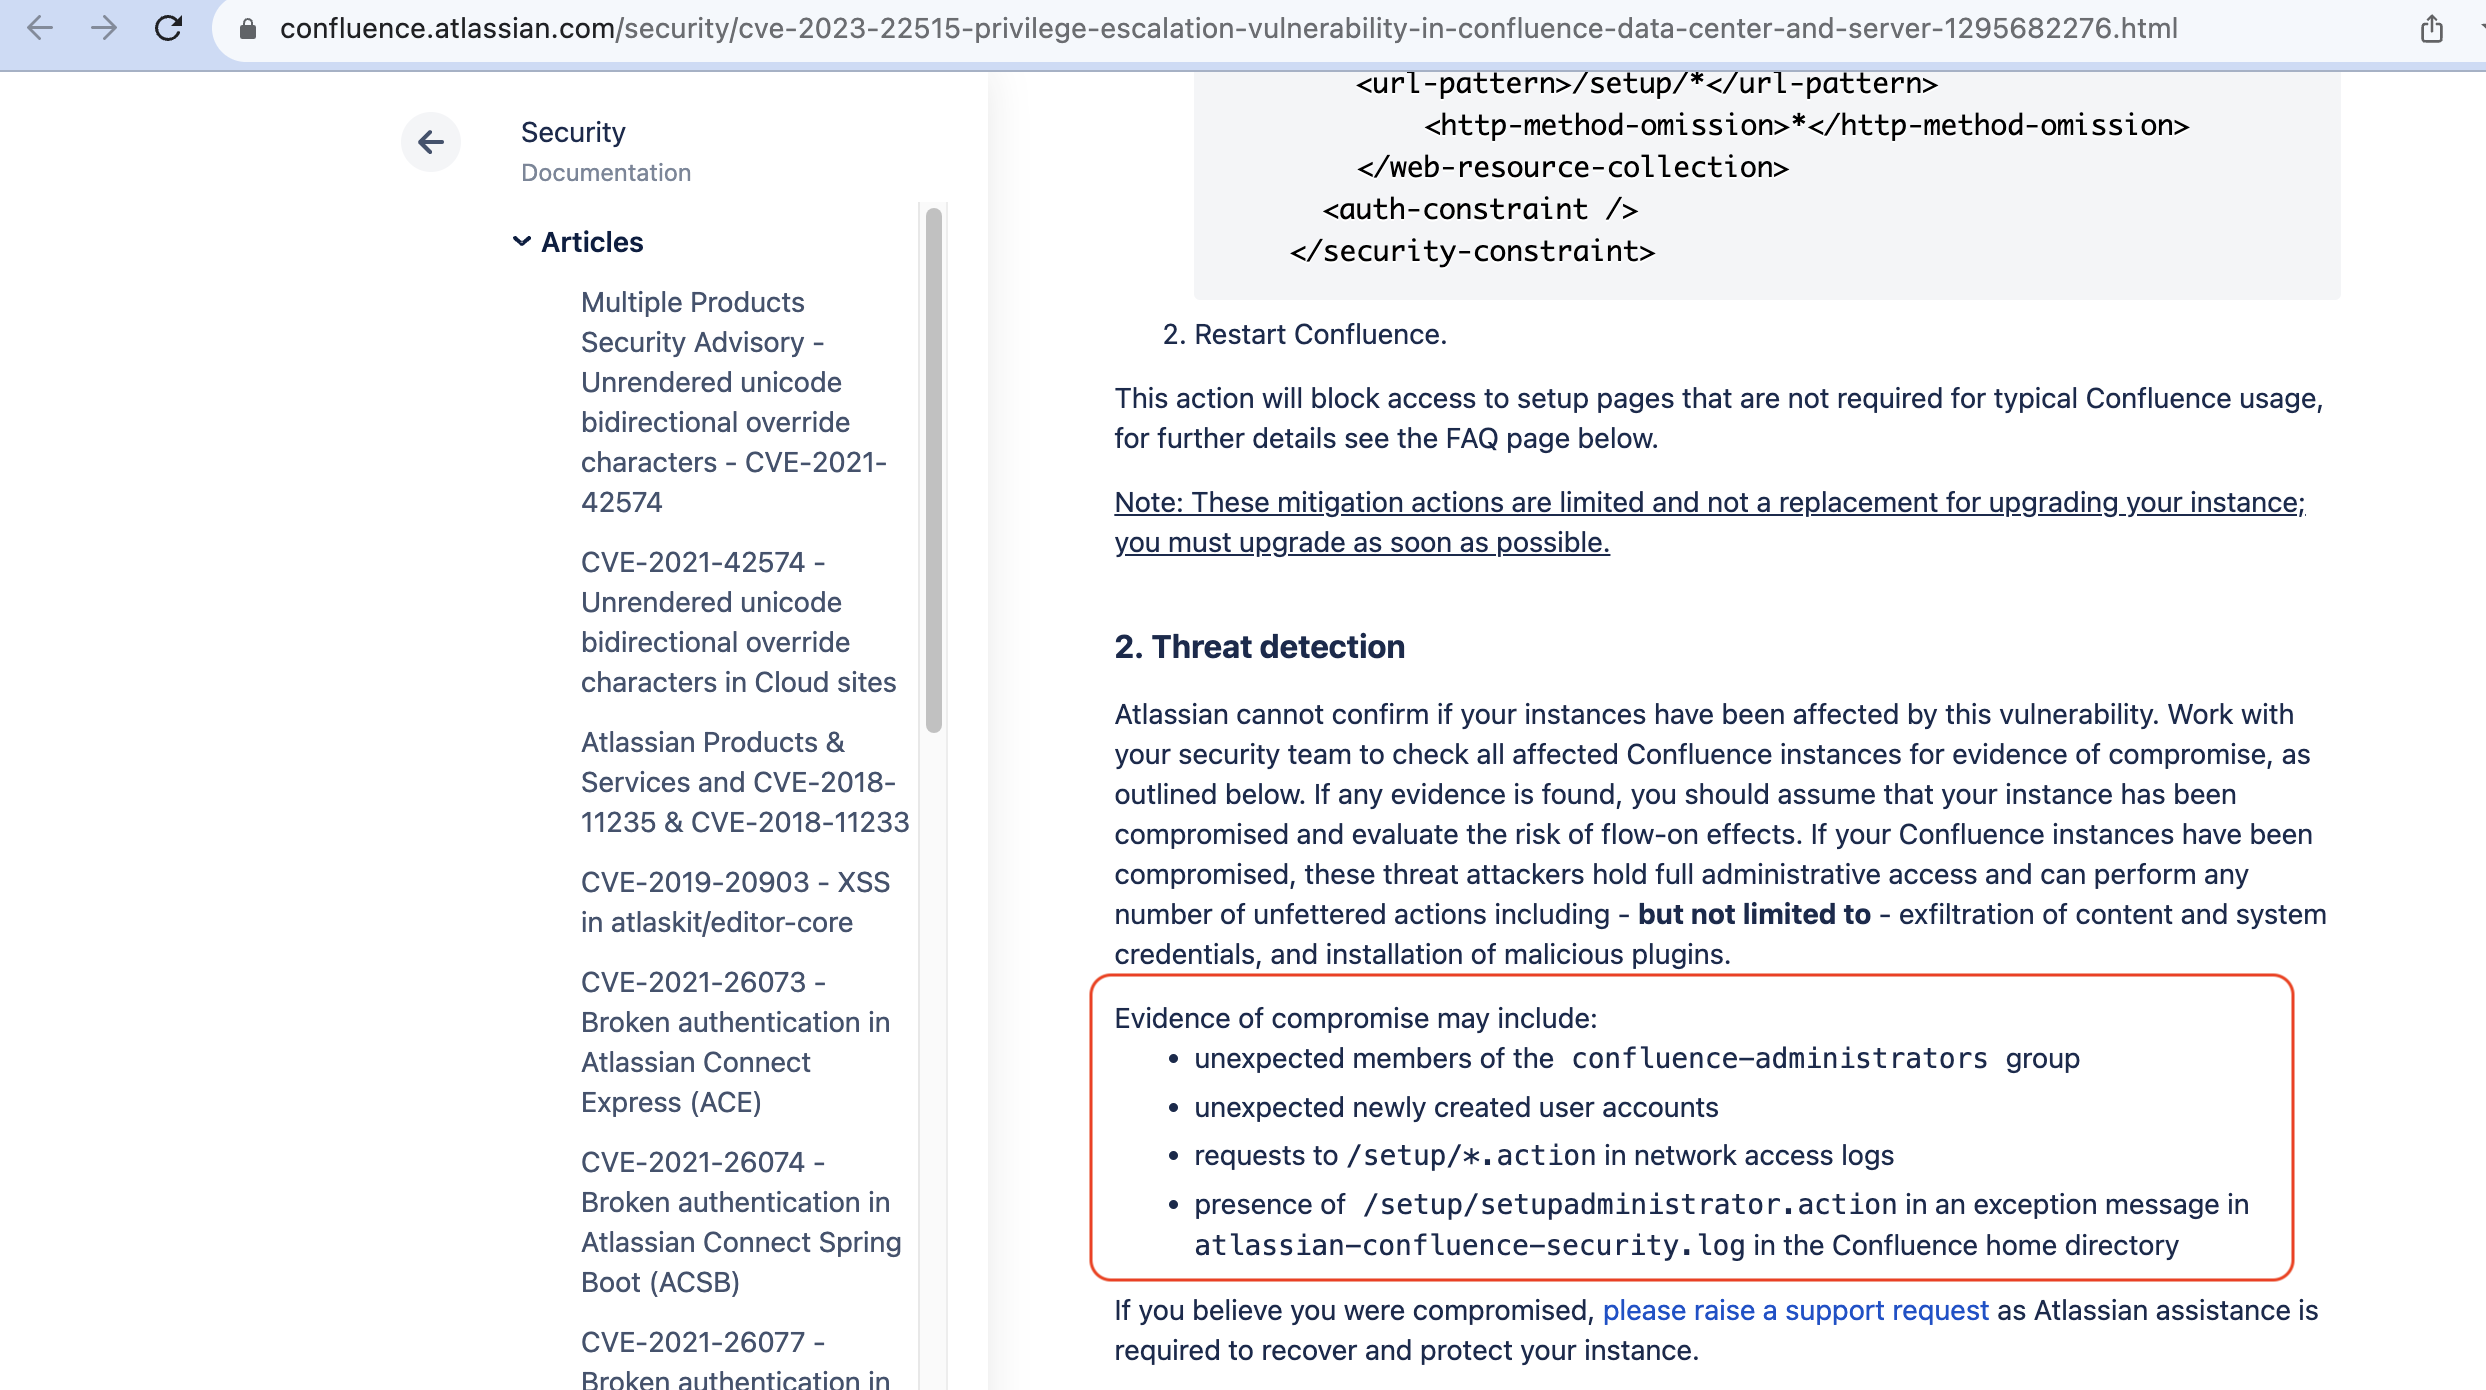 confluence.atlassian.com/security/cve-2023-22515-privilege-escalation-vulnerability-in-confluence-data-center-and-server-1295682276.html
Security
Documentation
Articles
Multiple Products
Security Advisory -
Unrendered unicode
bidirectional override
characters - CVE-2021-
42574
CVE-2021-42574 -
Unrendered unicode
bidirectional override
characters in Cloud sites
Atlassian Products &
Services and CVE-2018-
11235 & CVE-2018-11233
CVE-2019-20903 - XSS
in atlaskit/editor-core
CVE-2021-26073 -
Broken authentication in
Atlassian Connect
Express (ACE)
CVE-2021-26074 -
Broken authentication in
Atlassian Connect Spring
Boot (ACSB)
CVE-2021-26077 -
Broken authentication in
<url-pattern>/setup/*</url-pattern>
<http-method-omission>*</http-method-omission>
</web-resource-collection>
<auth-constraint />
</security-constraint>
2. Restart Confluence.
This action will block access to setup pages that are not required for typical Confluence usage,
for further details see the FAQ page below.
Note: These mitigation actions are limited and not a replacement for upgrading your instance;
you must upgrade as soon as possible.
2. Threat detection
Atlassian cannot confirm if your instances have been affected by this vulnerability. Work with
your security team to check all affected Confluence instances for evidence of compromise, as
outlined below. If any evidence is found, you should assume that your instance has been
compromised and evaluate the risk of flow-on effects. If your Confluence instances have been
compromised, these threat attackers hold full administrative access and can perform any
number of unfettered actions including - but not limited to - exfiltration of content and system
credentials, and installation of malicious plugins.
Evidence of compromise may include:
• unexpected members of the confluence-administrators group
• unexpected newly created user accounts
• requests to /setup/*.action in network access logs
• presence of /setup/setupadministrator.action in an exception message in
atlassian-confluence-security.log in the Confluence home directory
If you believe you were compromised, please raise a support request as Atlassian assistance is
required to recover and protect your instance.